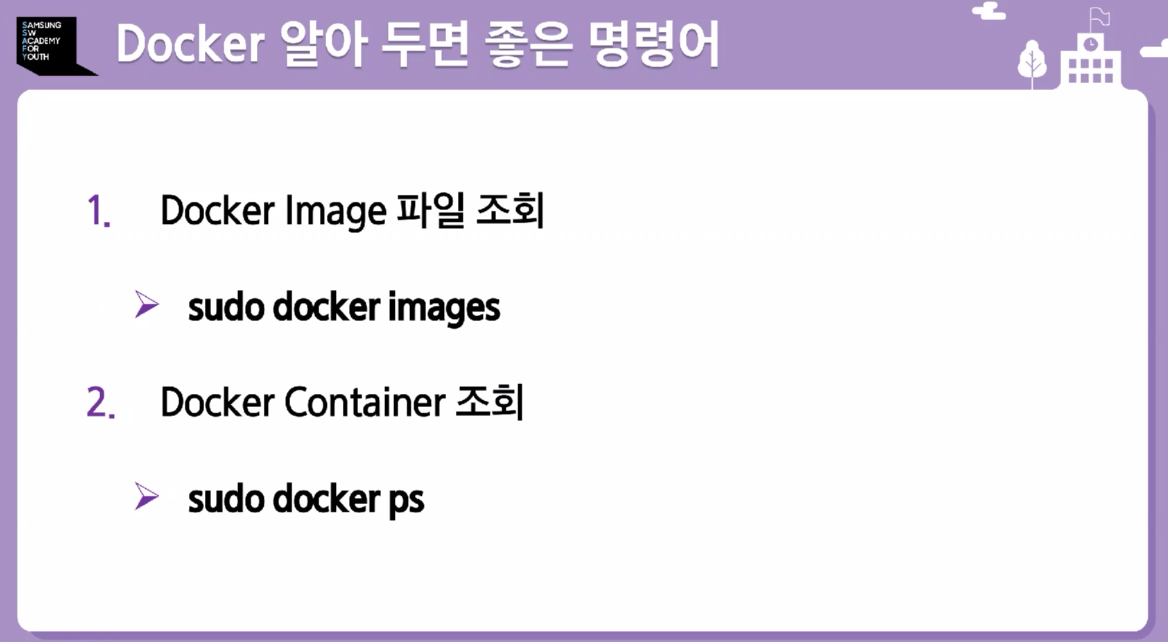 SAMSUNG
SW
ACADEMY
FOR
YOUTH
Docker 알아 두면 좋은 명령어
1. Docker Image 파일 조회
➢ sudo docker images
2. Docker Container 조회
➢ sudo docker ps